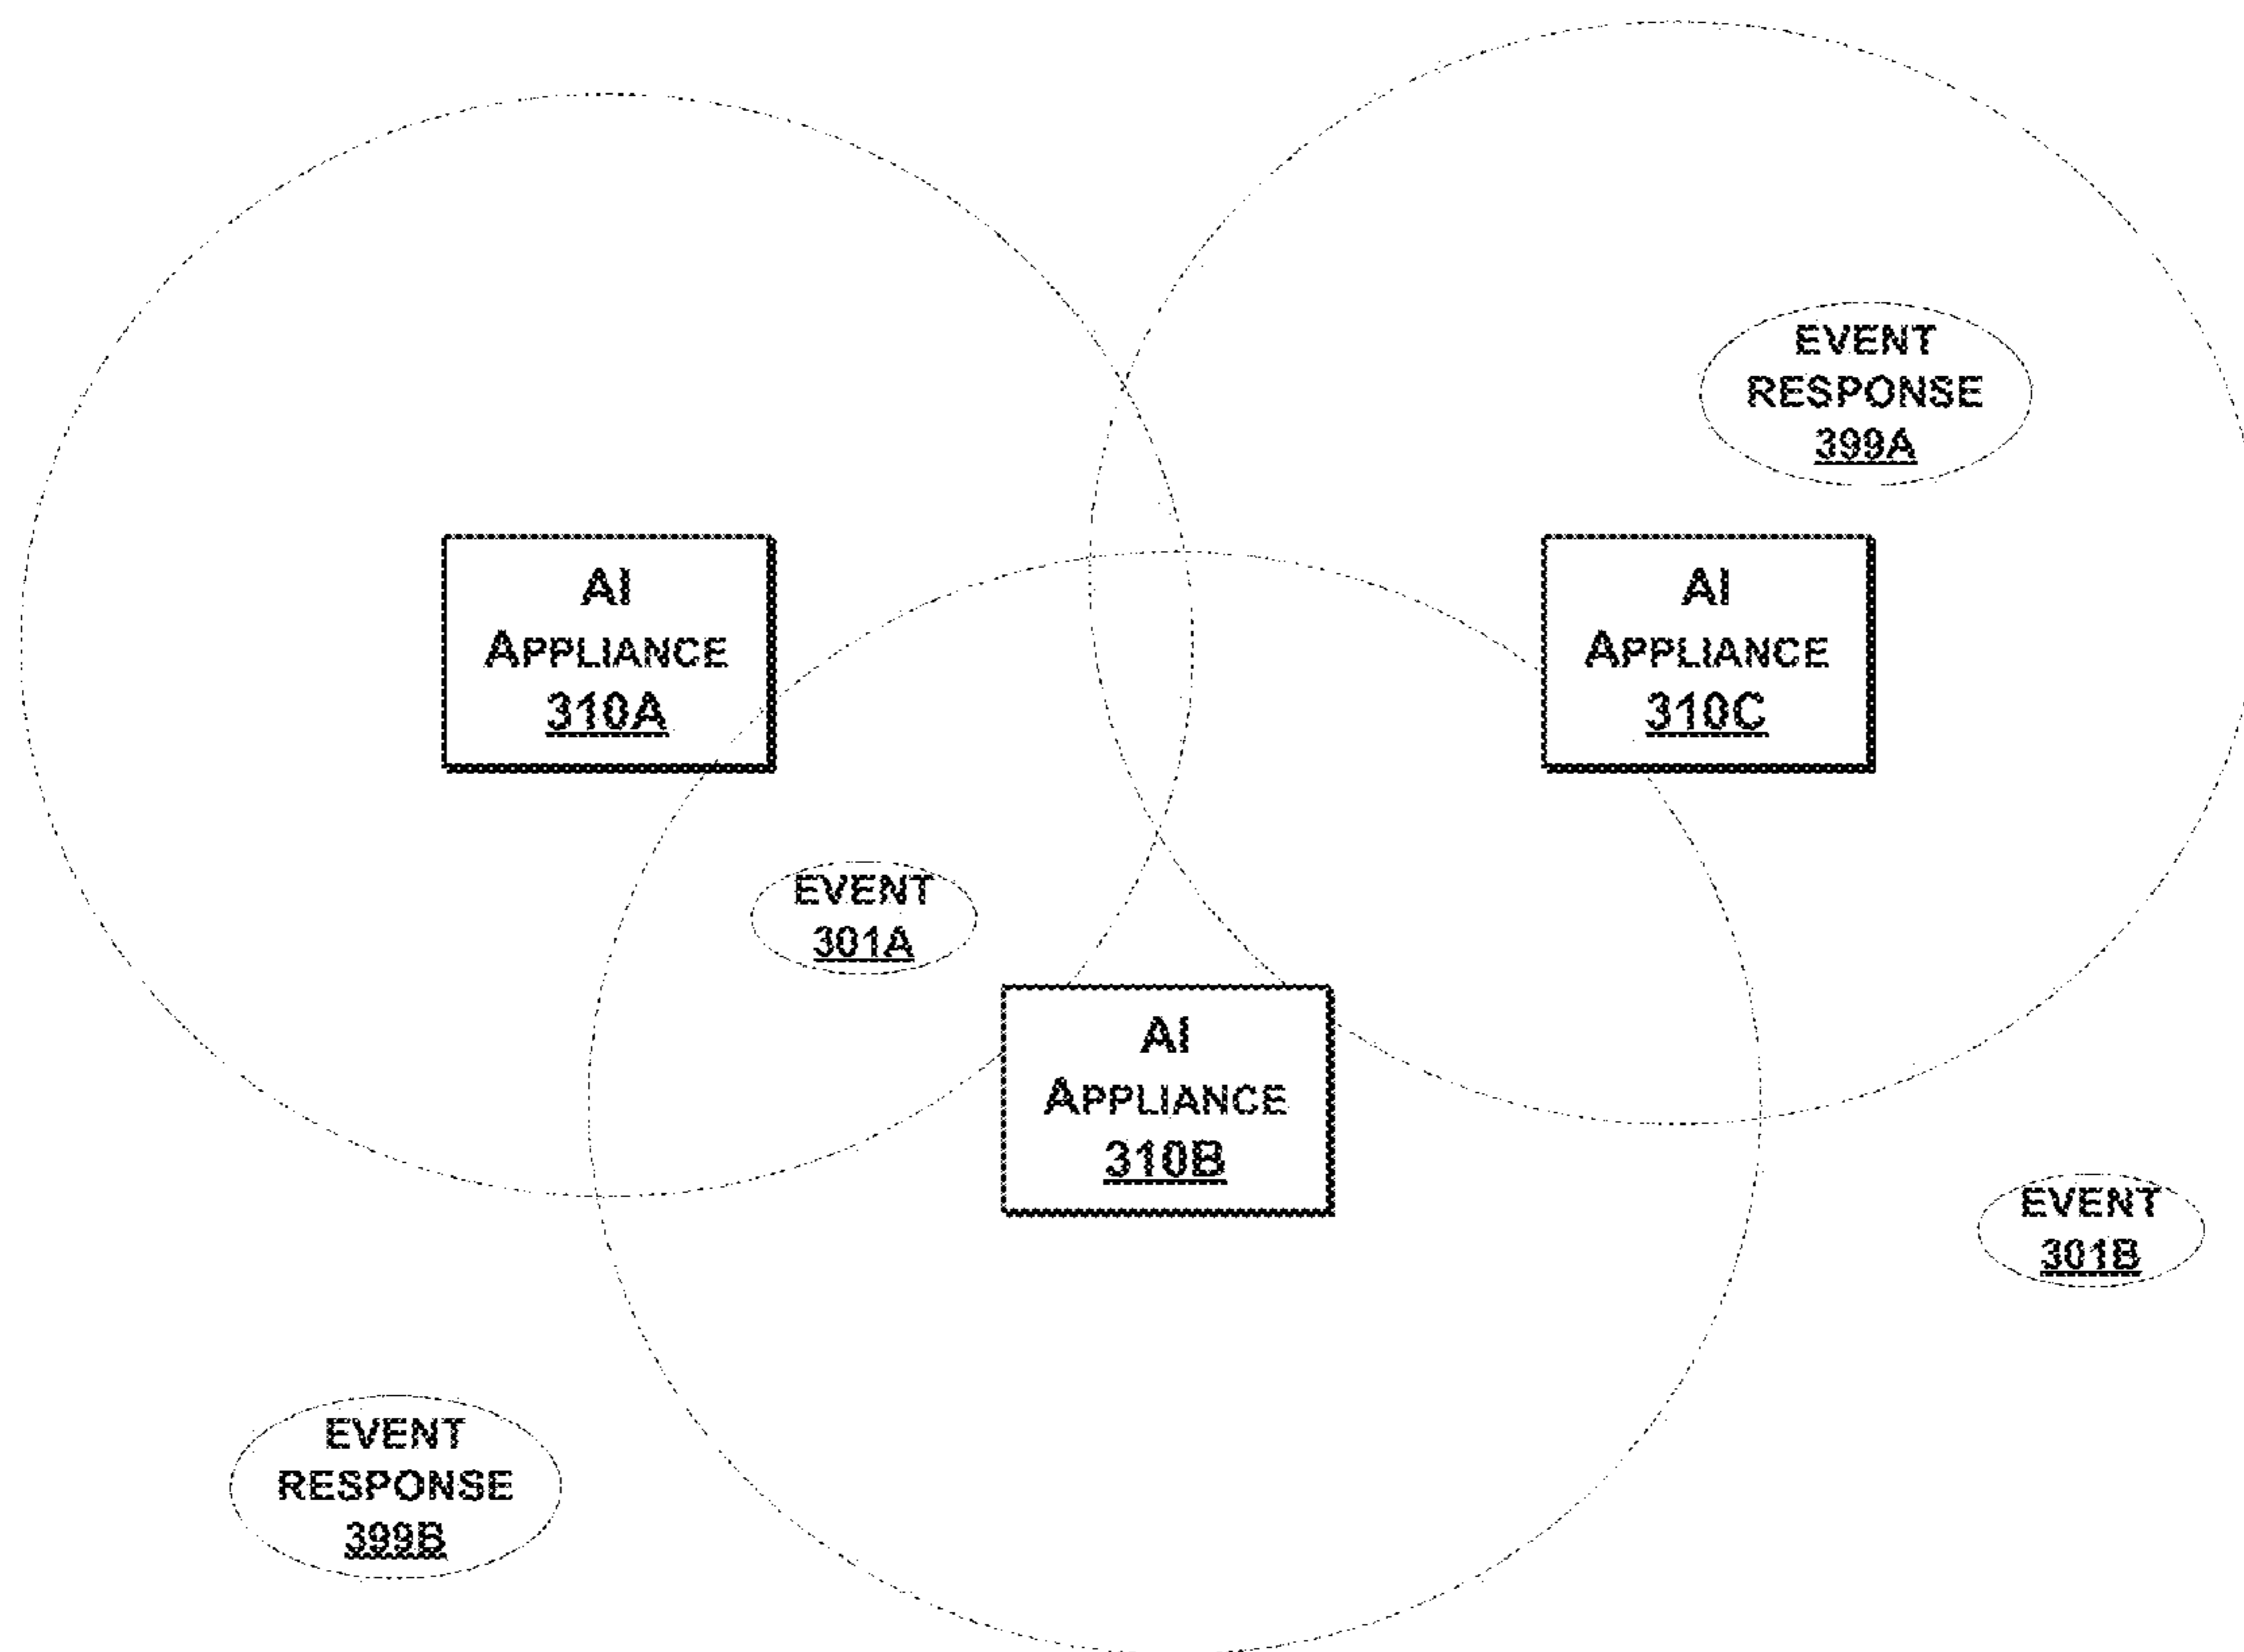 EVENT
RESPONSE
399A
AI
APPLIANCE
310A
AI
APPLIANCE
310C
EVENT
301A
AI
APPLIANCE
310B
EVENT
301B
EVENT
RESPONSE
399B